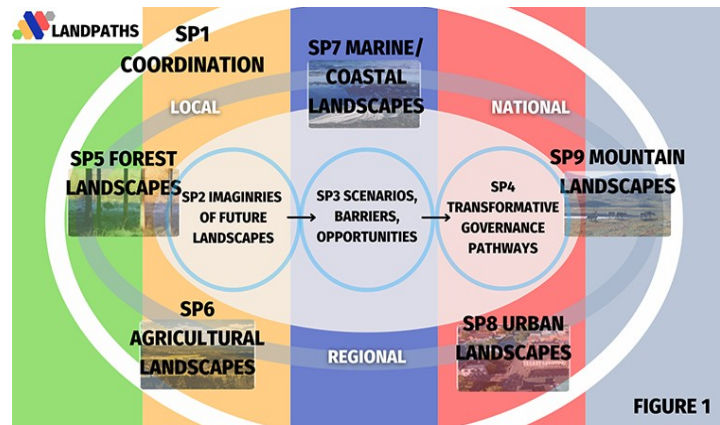 LANDPATHS
SP1
COORDINATION
SP7 MARINE/
COASTAL
LANDSCAPES
LOCAL
NATIONAL
SP5 FOREST
LANDSCAPES
SP9 MOUNTAIN
LANDSCAPES
SP2 IMAGINRIES
OF FUTURE
LANDSCAPES
SP3 SCENARIOS,
BARRIERS,
OPPORTUNITIES
SP4
TRANSFORMATIVE
GOVERNANCE
PATHWAYS
SP6
AGRICULTURAL
LANDSCAPES
REGIONAL
SP8 URBAN
LANDSCAPES
FIGURE 1